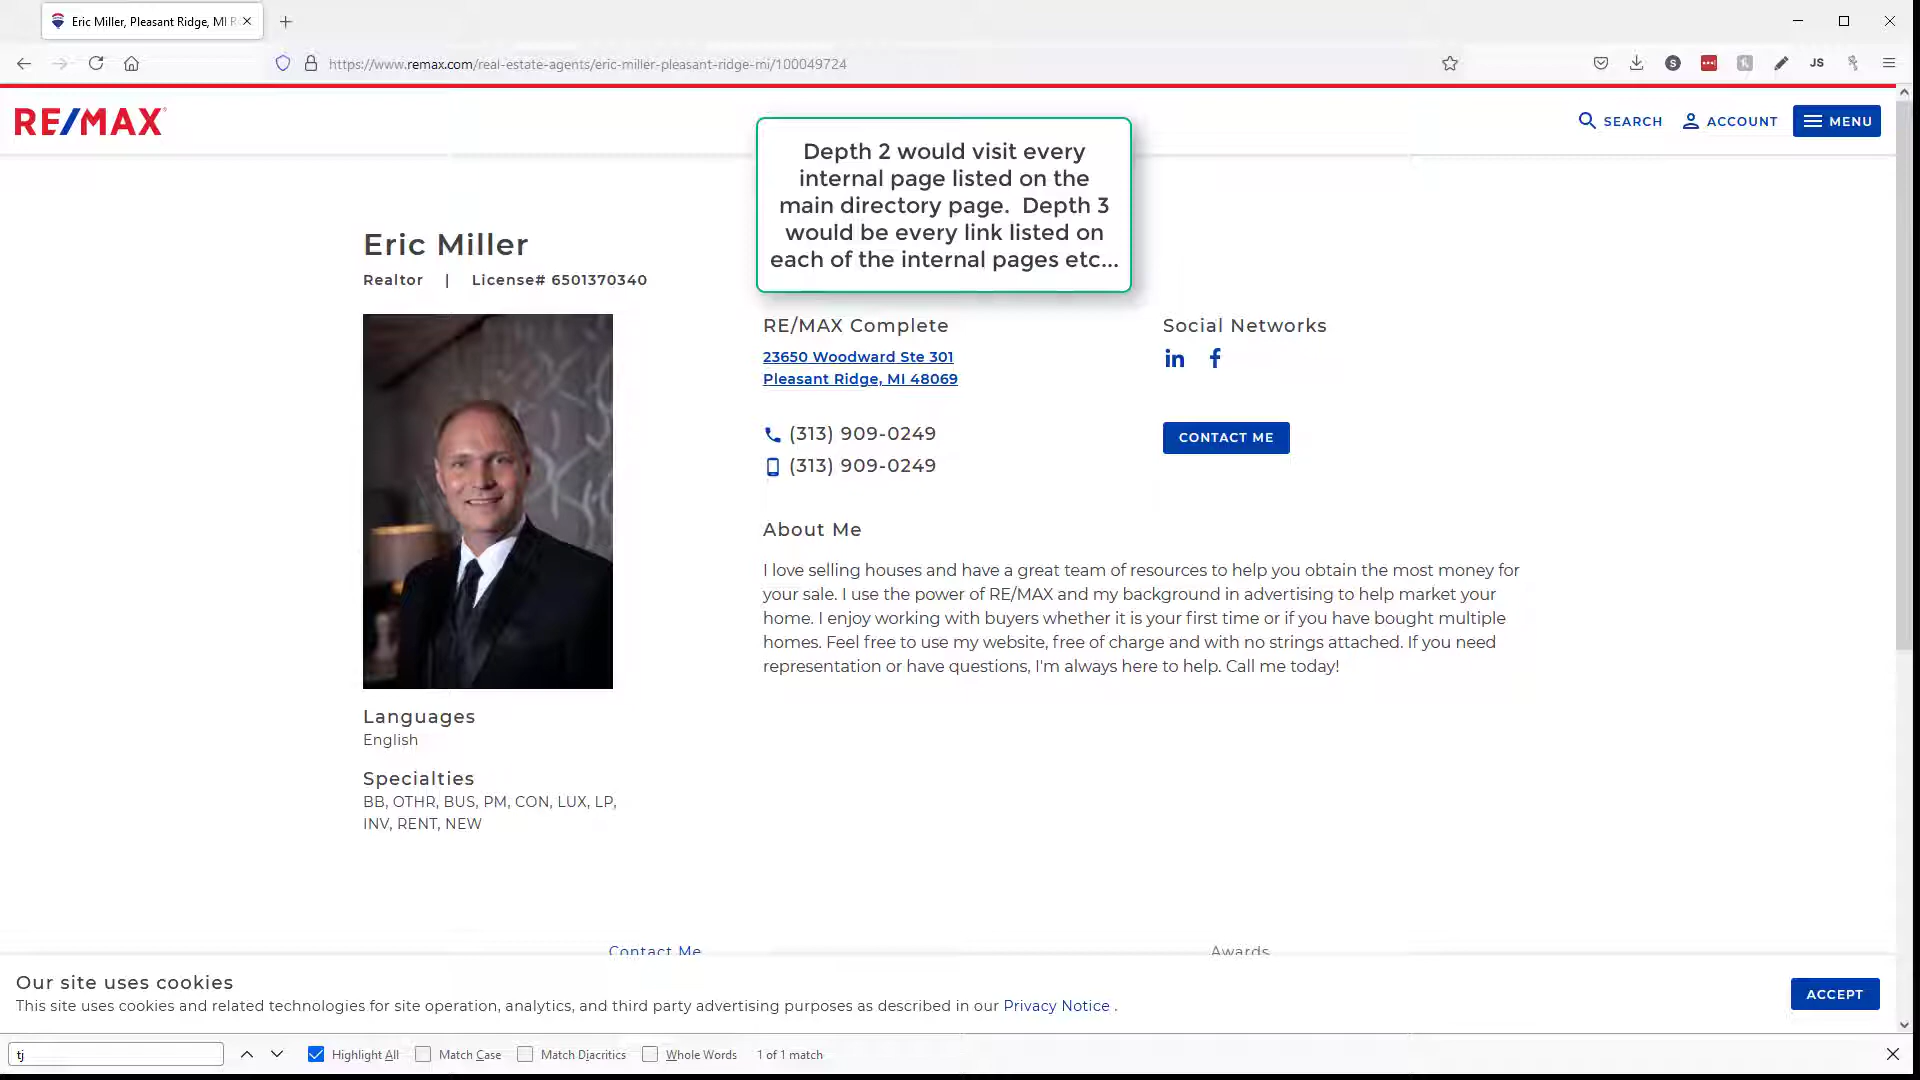 Eric Miller, Pleasant Ridge, MI R
https://www.remax.com/real-estate-agents/eric-miller-pleasant-ridge-mi/100049724
S
JS
RE/MAX
SEARCH
ACCOUNT
MENU
Depth 2 would visit every
internal page listed on the
main directory page. Depth 3
would be every link listed on
each of the internal pages etc...
Eric Miller
Realtor | License# 6501370340
RE/MAX Complete
23650 Woodward Ste 301
Pleasant Ridge, MI 48069
(313) 909-0249
(313) 909-0249
Social Networks
in f
CONTACT ME
About Me
I love selling houses and have a great team of resources to help you obtain the most money for
your sale. I use the power of RE/MAX and my background in advertising to help market your
home. I enjoy working with buyers whether it is your first time or if you have bought multiple
homes. Feel free to use my website, free of charge and with no strings attached. If you need
representation or have questions, I'm always here to help. Call me today!
Languages
English
Specialties
BB, OTHR, BUS, PM, CON, LUX, LP,
INV, RENT, NEW
Contact Me
Awards
Our site uses cookies
This site uses cookies and related technologies for site operation, analytics, and third party advertising purposes as described in our Privacy Notice .
ACCEPT
tj
Highlight All
Match Case
Match Diacritics
Whole Words
1 of 1 match